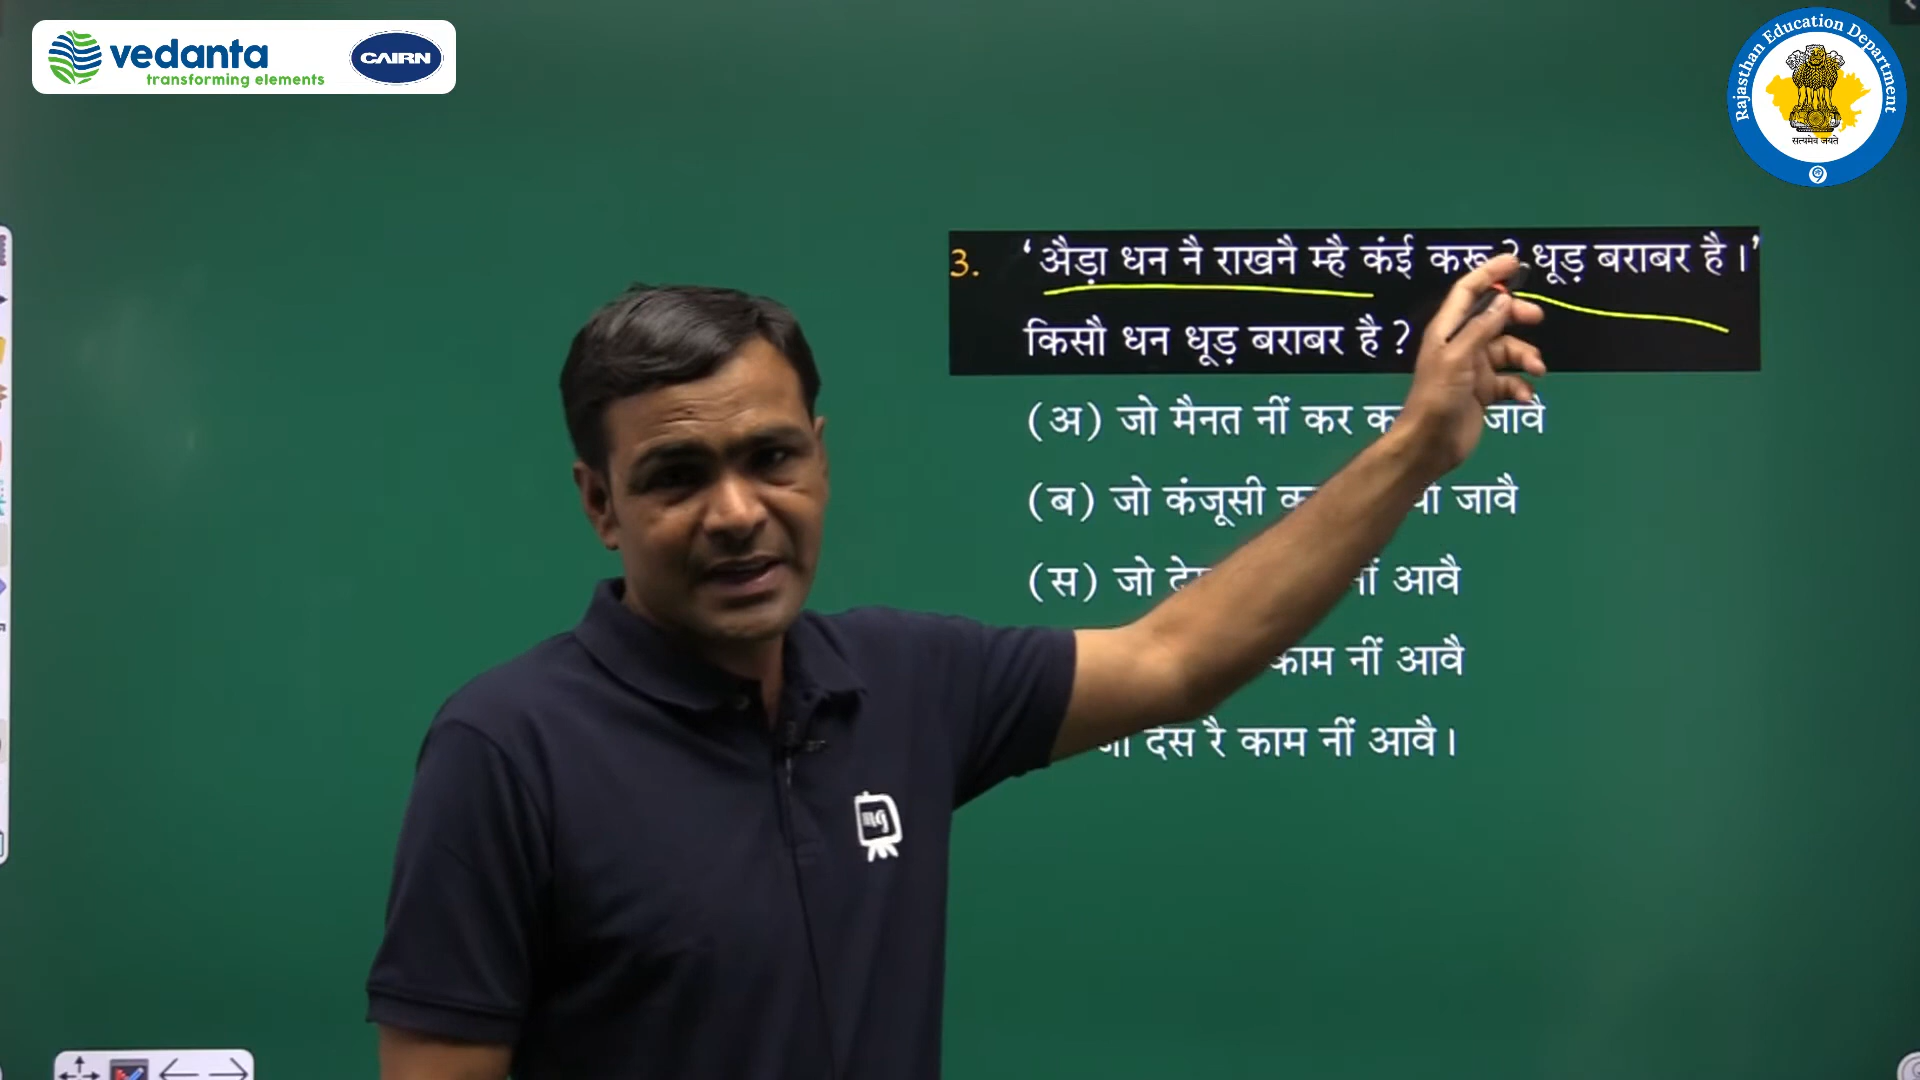 vedanta
transforming elements
CAIRN
Rajasthan Education Department
सत्यमेव जयते
3. ‘ अैड़ा धन नै राखनै म्है कंई करू ? धूड़ बराबर है।’
किसौ धन धूड़ बराबर है ?
(अ) जो मैनत नीं कर जावै
(ब) जो कंजूसी जावै
(स) जो आवै
काम नीं आवै
देस रै काम नीं आवै।